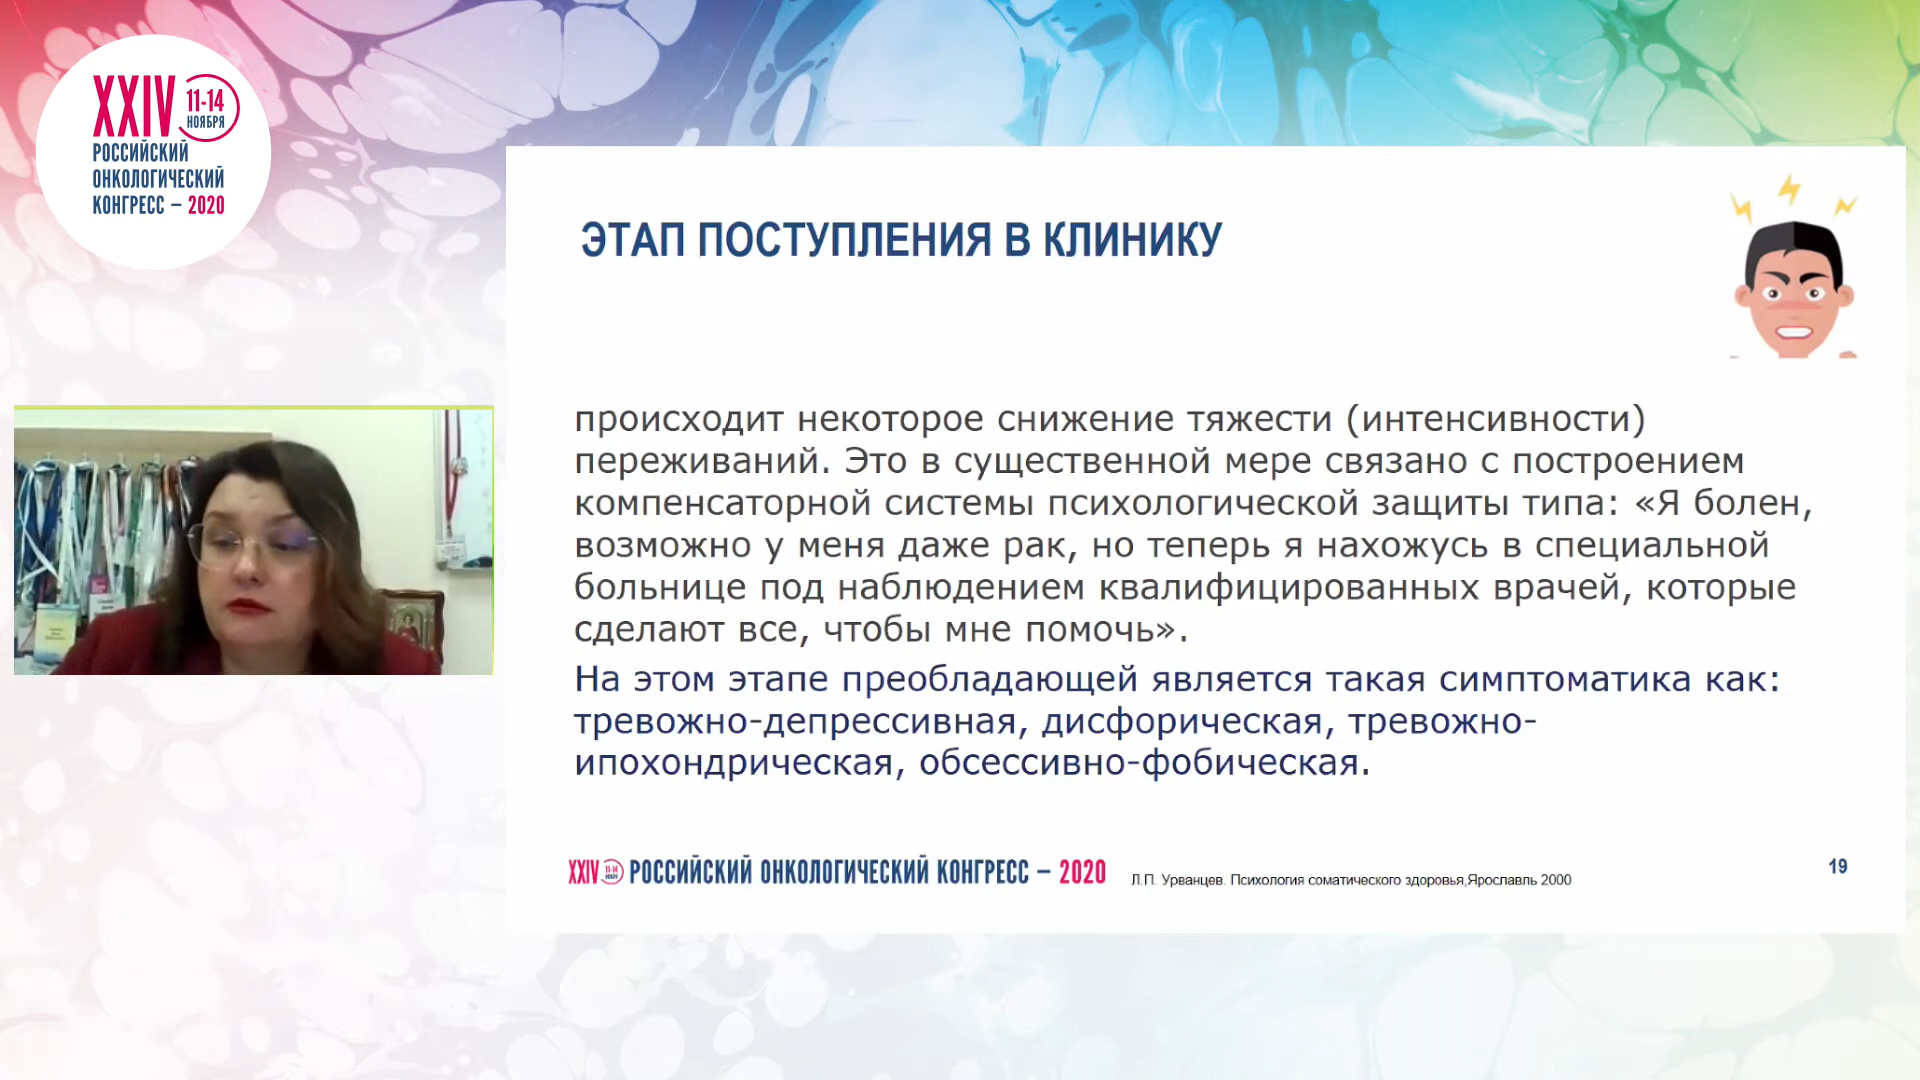 XXIV 11-14
НОЯБРЯ
РОССИЙСКИЙ
ОНКОЛОГИЧЕСКИЙ
КОНГРЕСС – 2020
ЭТАП ПОСТУПЛЕНИЯ В КЛИНИКУ
происходит некоторое снижение тяжести (интенсивности)
переживаний. Это в существенной мере связано с построением
компенсаторной системы психологической защиты типа: «Я болен,
возможно у меня даже рак, но теперь я нахожусь в специальной
больнице под наблюдением квалифицированных врачей, которые
сделают все, чтобы мне помочь».
На этом этапе преобладающей является такая симптоматика как:
тревожно-депрессивная, дисфорическая, тревожно-
ипохондрическая, обсессивно-фобическая.
XXIV 11-14 НОЯБРЯ РОССИЙСКИЙ ОНКОЛОГИЧЕСКИЙ КОНГРЕСС – 2020
Л.П. Урванцев. Психология соматического здоровья,Ярославль 2000
19